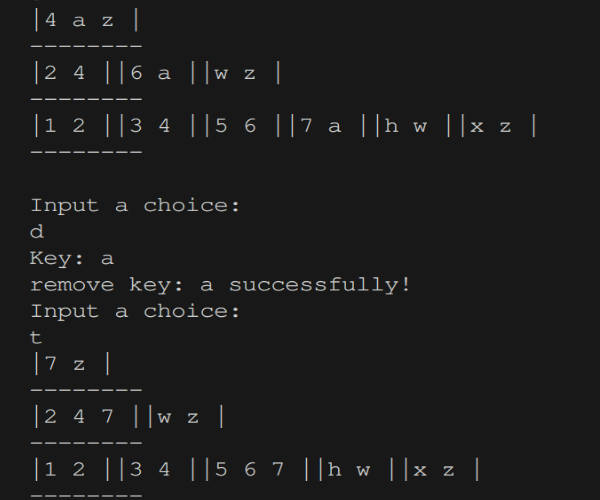 |4 a z |
--------
|2 4 ||6 a ||w z |
--------
|1 2 ||3 4 ||5 6 ||7 a ||h w ||x z |
--------
Input a choice:
d
Key: a
remove key: a successfully!
Input a choice:
t
|7 z |
--------
|2 4 7 ||w z |
--------
|1 2 ||3 4 ||5 6 7 ||h w ||x z |
--------